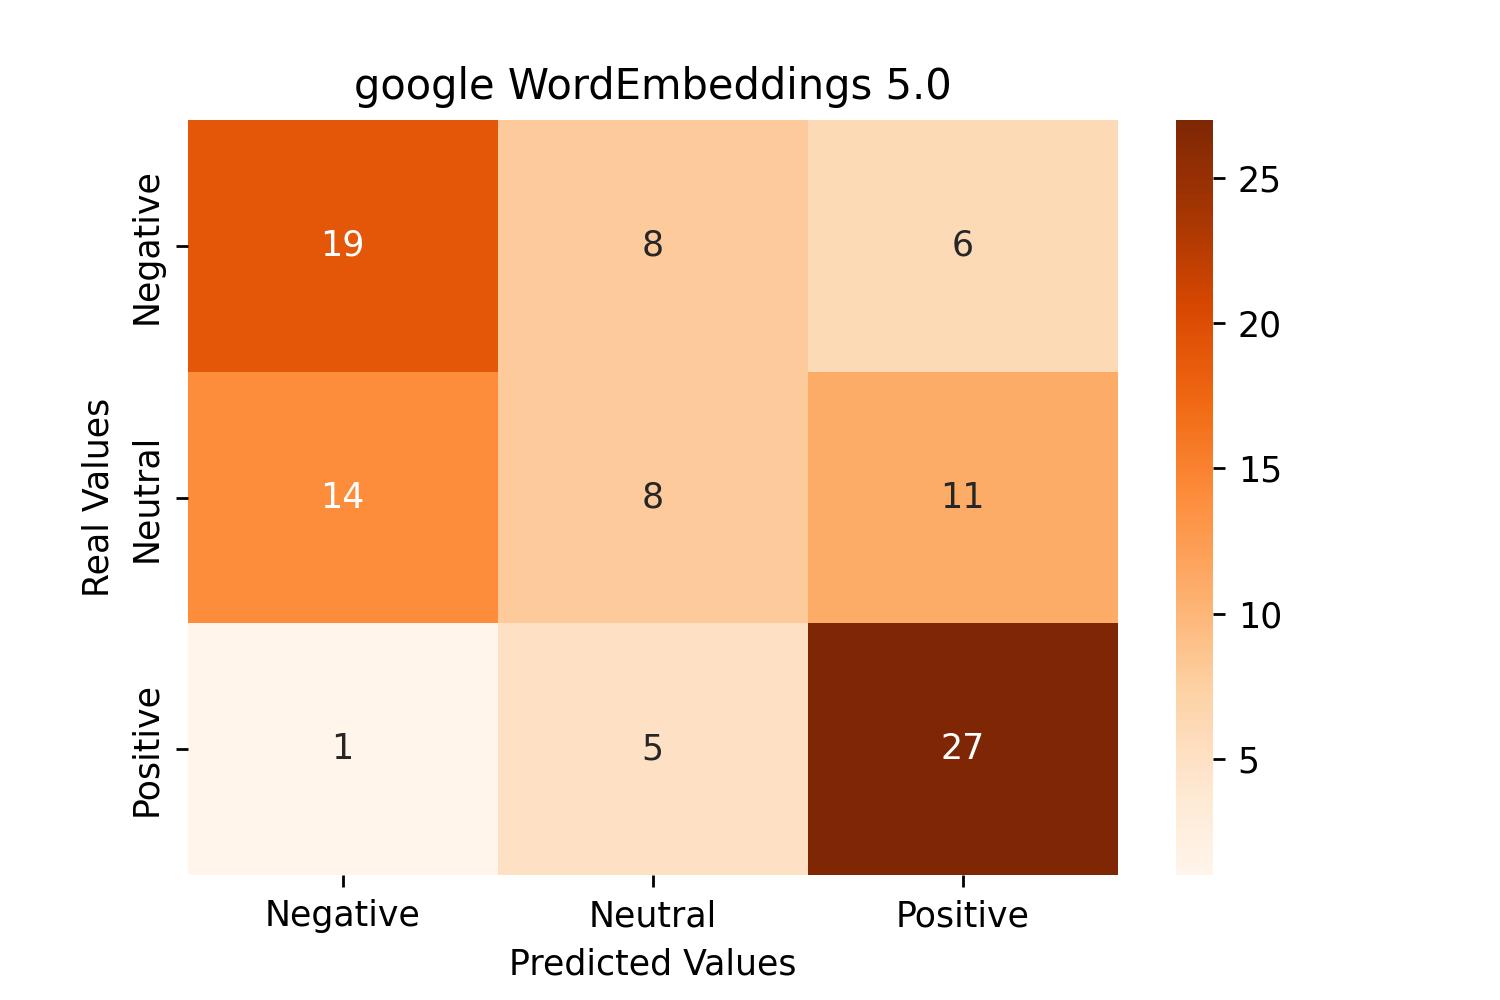 google WordEmbeddings 5.0
Real Values
Negative
19 8 6
Neutral
14 8 11
Positive
1 5 27
Negative Neutral Positive
Predicted Values
25
20
15
10
5